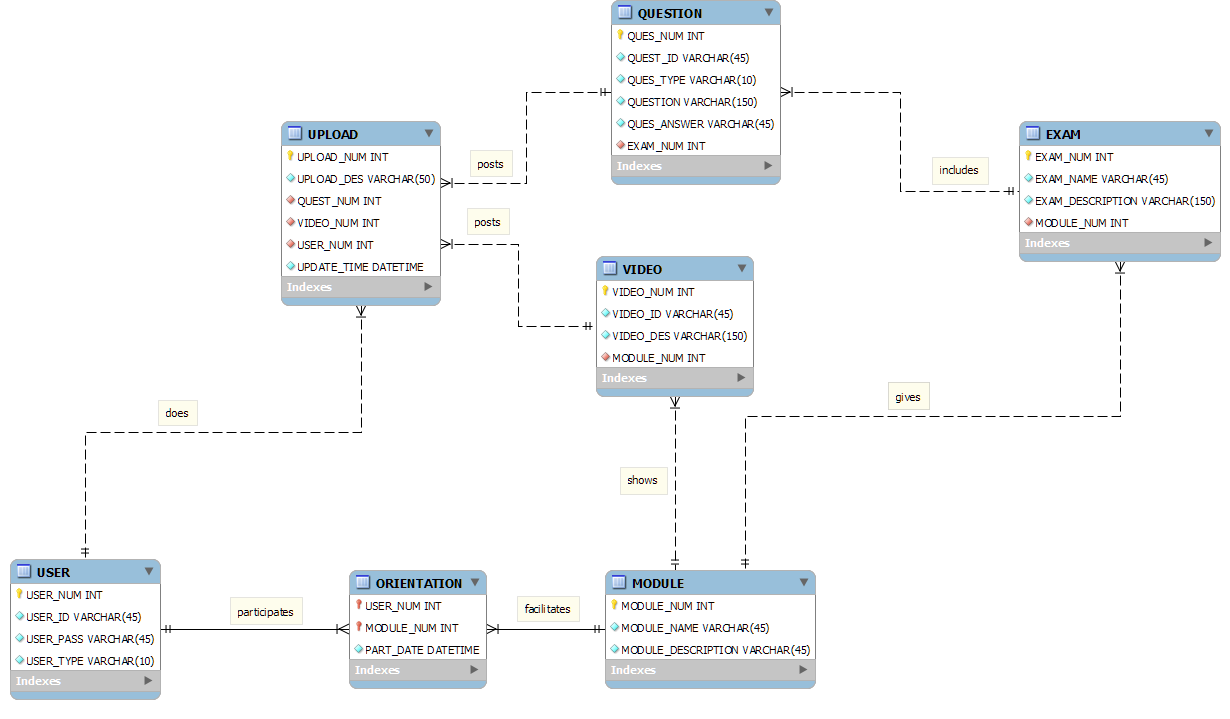 QUESTION
QUES_NUM INT
QUEST_ID VARCHAR(45)
QUES_TYPE VARCHAR(10)
QUESTION VARCHAR(150)
QUES_ANSWER VARCHAR(45)
EXAM_NUM INT
Indexes
UPLOAD
UPLOAD_NUM INT
UPLOAD_DES VARCHAR(50)
QUEST_NUM INT
VIDEO_NUM INT
USER_NUM INT
UPDATE_TIME DATETIME
Indexes
posts
posts
includes
EXAM
EXAM_NUM INT
EXAM_NAME VARCHAR(45)
EXAM_DESCRIPTION VARCHAR(150)
MODULE_NUM INT
Indexes
VIDEO
VIDEO_NUM INT
VIDEO_ID VARCHAR(45)
VIDEO_DES VARCHAR(150)
MODULE_NUM INT
Indexes
does
shows
gives
USER
USER_NUM INT
USER_ID VARCHAR(45)
USER_PASS VARCHAR(45)
USER_TYPE VARCHAR(10)
Indexes
participates
ORIENTATION
USER_NUM INT
MODULE_NUM INT
PART_DATE DATETIME
Indexes
facilitates
MODULE
MODULE_NUM INT
MODULE_NAME VARCHAR(45)
MODULE_DESCRIPTION VARCHAR(45)
Indexes